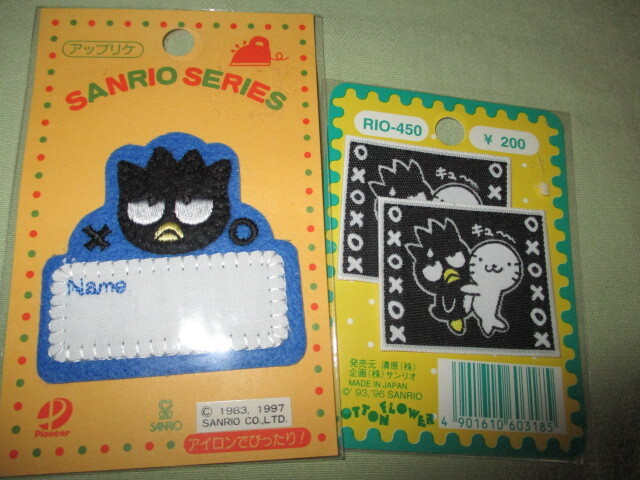 アップリケ
SANRIO SERIES
Name
Pioneer
SANRIO
© 1983, 1997
SANRIO CO.,LTD.
アイロンでぴったり!
RIO-450
¥ 200
キュ〜
キュ〜
発売元 清原(株)
企画(株)サンリオ
MADE IN JAPAN
©'93,'96 SANRIO
COTTON FLOWER
4 901610 603185